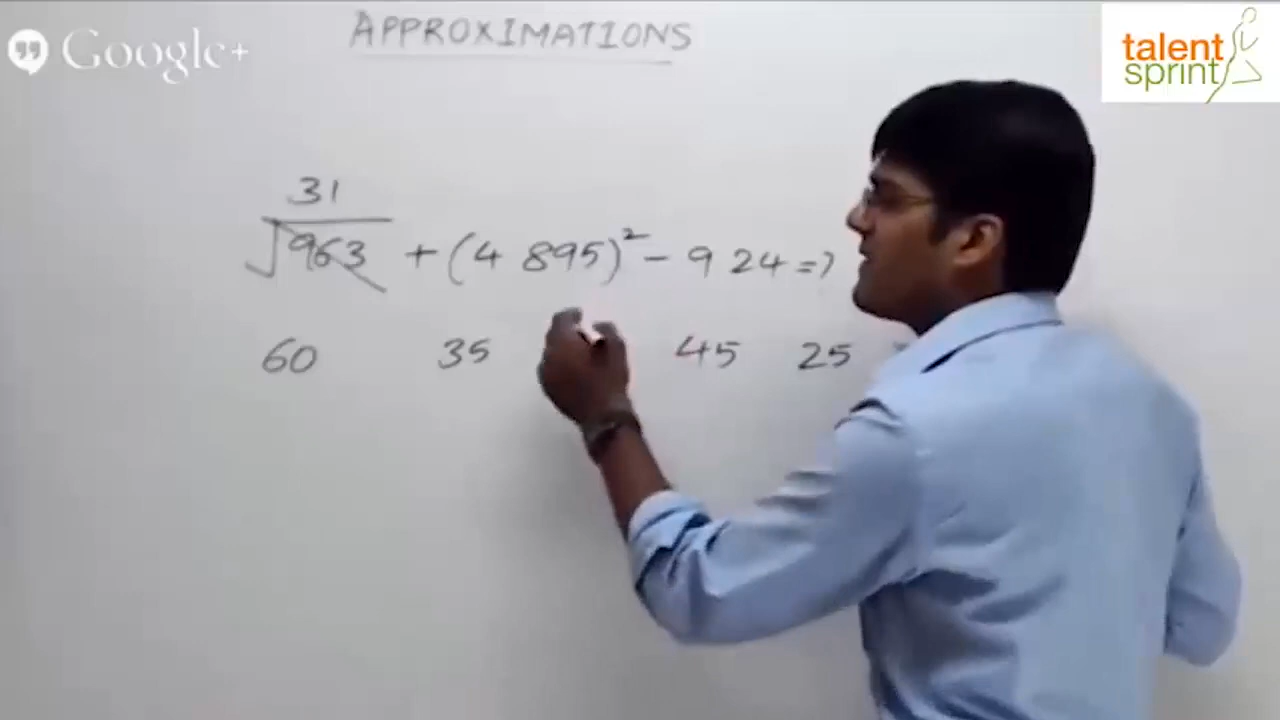 Google+
APPROXIMATIONS
talent
sprint
31
√963 + (4 895)² - 9 24 = ?
60 35 45 25